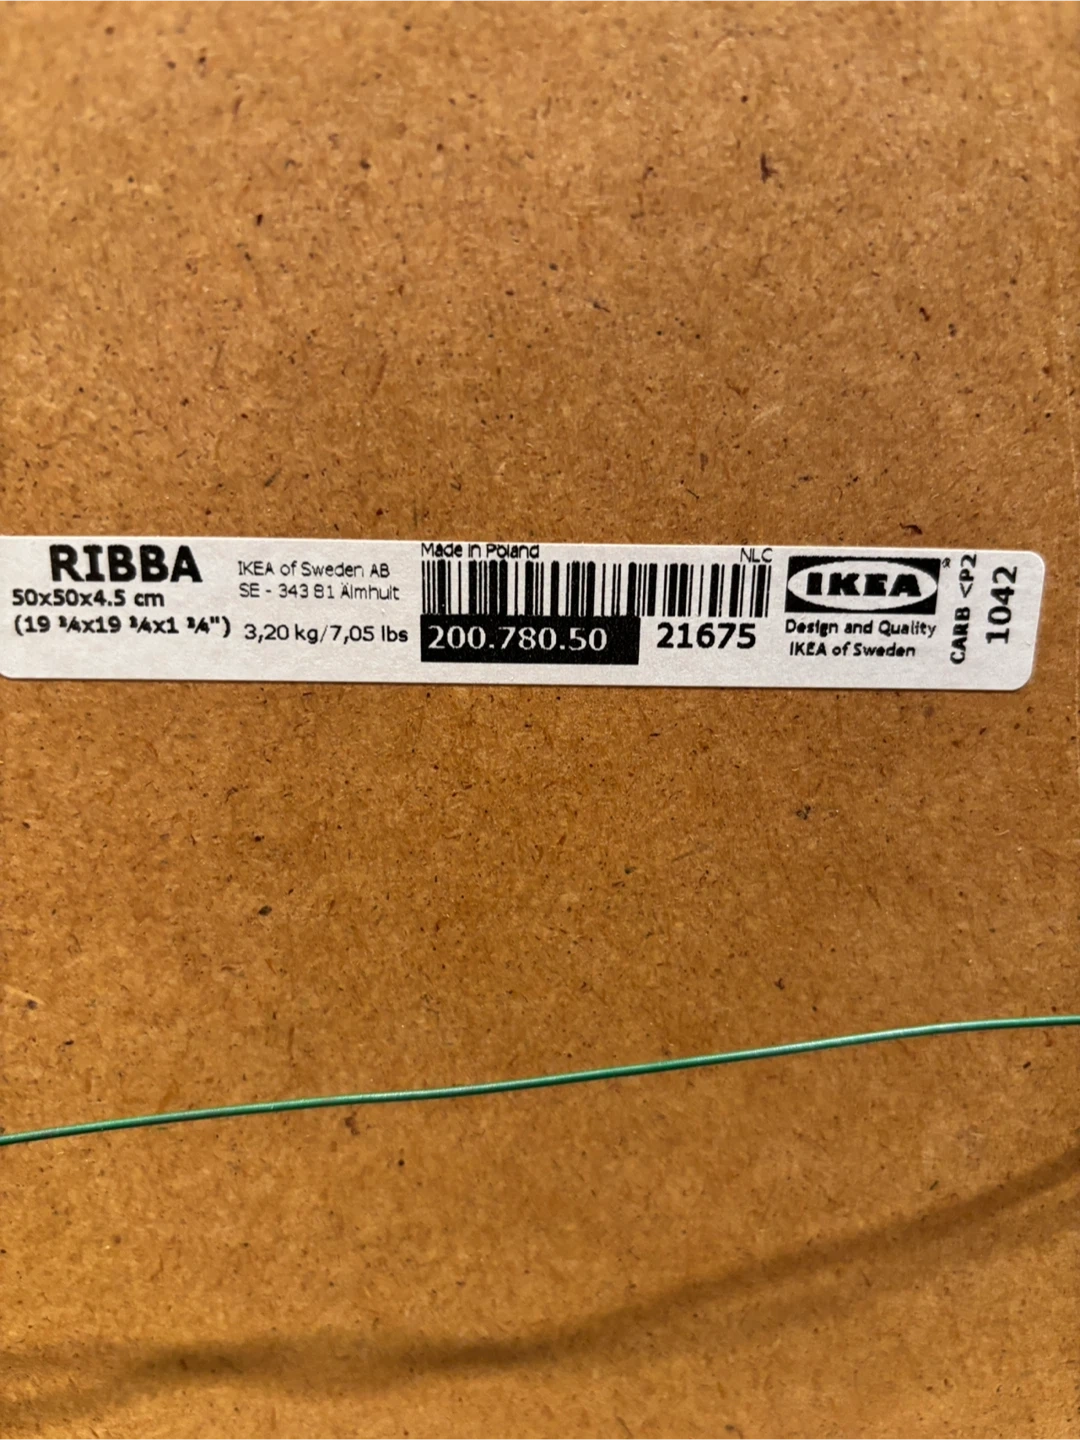 RIBBA
50x50x4.5 cm
(19 ¾x19 ¾x1 ¾")
IKEA of Sweden AB
SE - 343 81 Älmhult
3,20 kg/7,05 lbs
Made in Poland
NLC
200.780.50
21675
IKEA®
Design and Quality
IKEA of Sweden
CARB <P2
1042